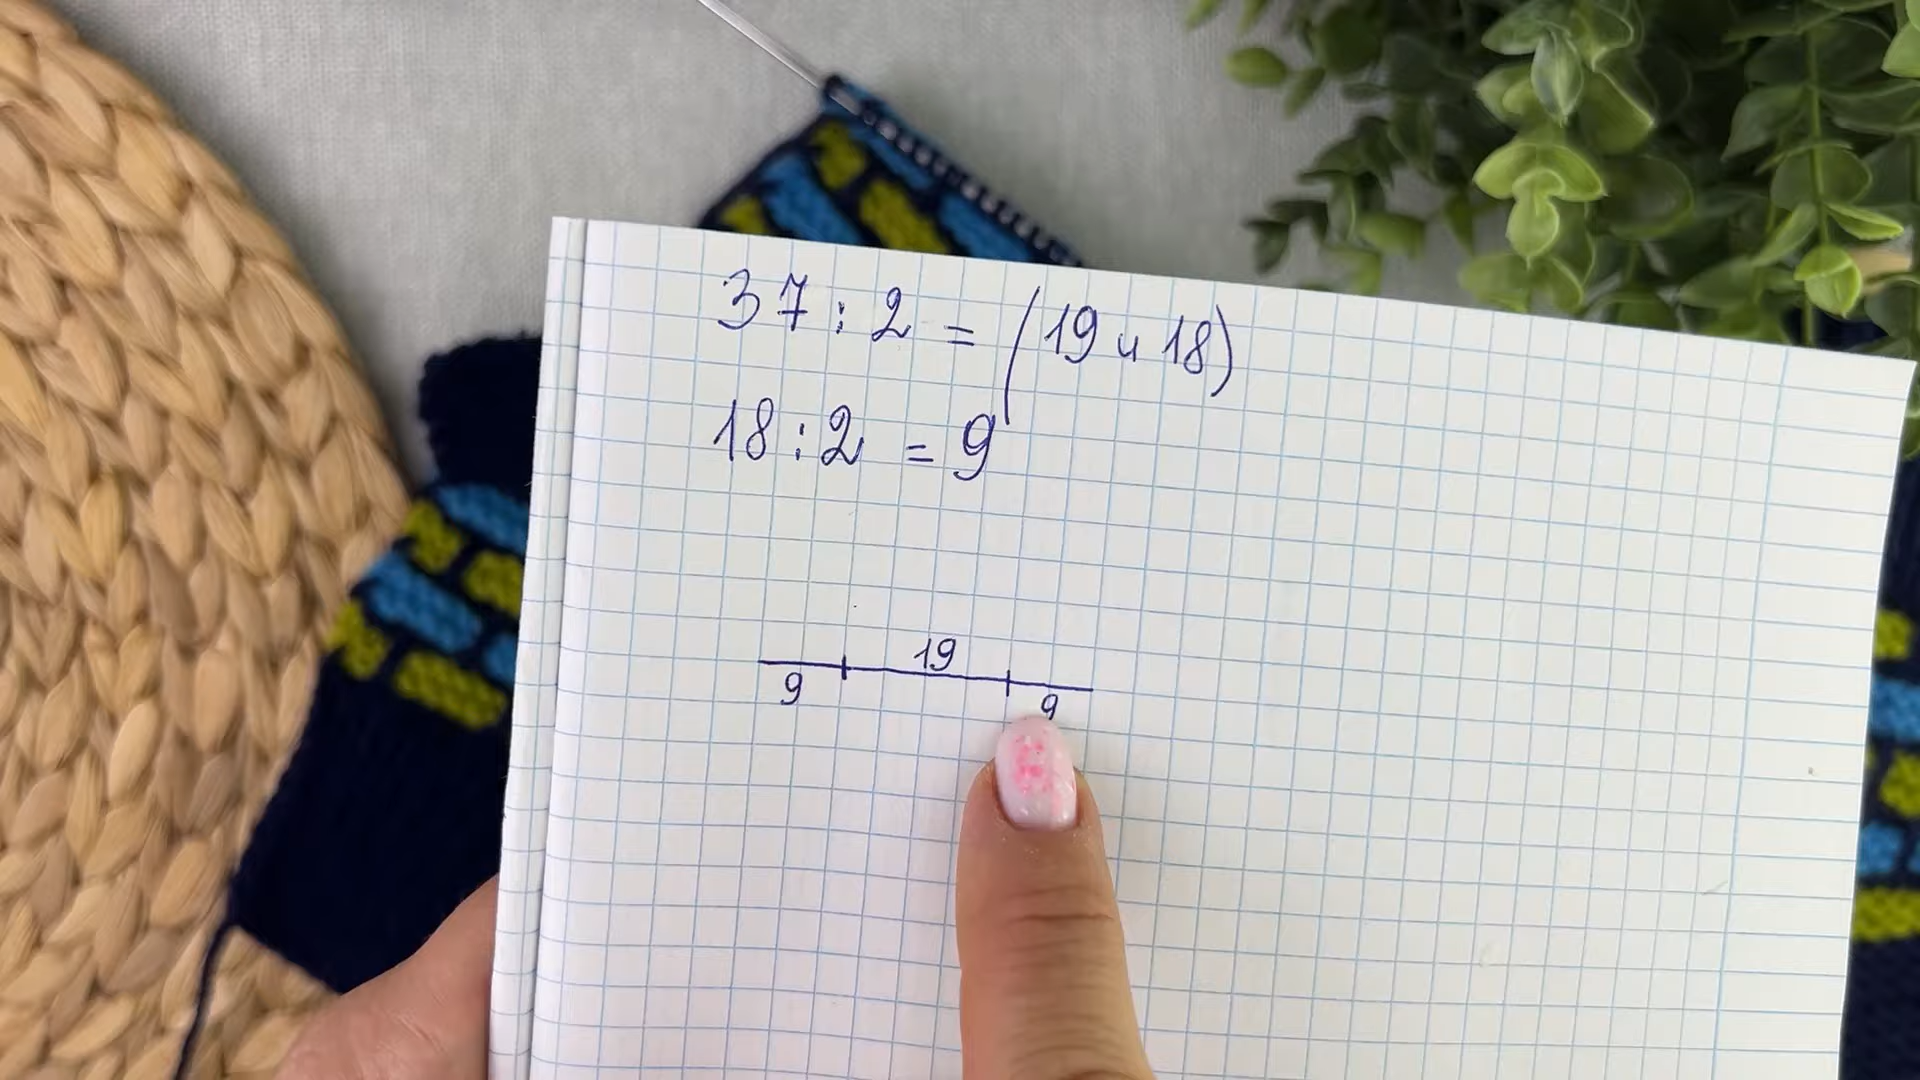 37 : 2 = (19 и 18)
18 : 2 = 9
19
9 9